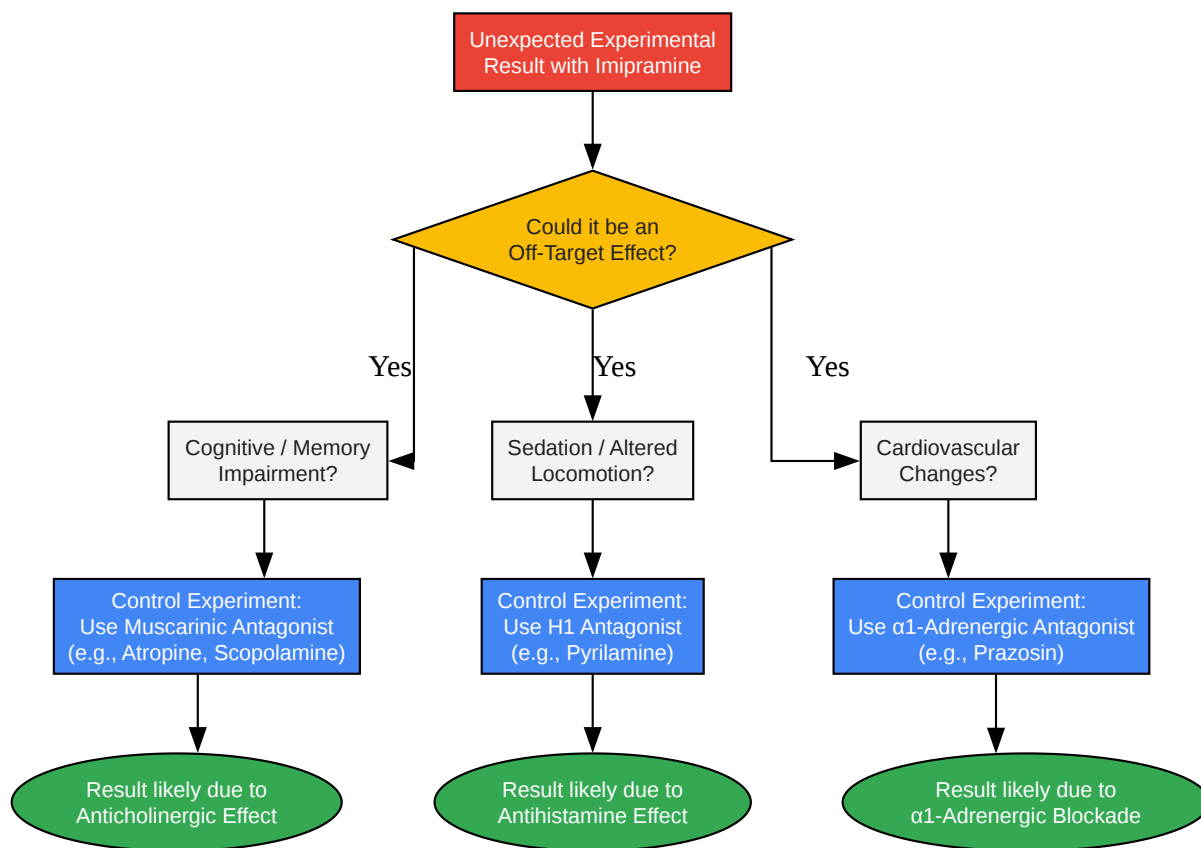 Unexpected Experimental
Result with Imipramine
Could it be an
Off-Target Effect?
Yes
Yes
Yes
Cognitive / Memory
Impairment?
Sedation / Altered
Locomotion?
Cardiovascular
Changes?
Control Experiment:
Use Muscarinic Antagonist
(e.g., Atropine, Scopolamine)
Control Experiment:
Use H1 Antagonist
(e.g., Pyrilamine)
Control Experiment:
Use α1-Adrenergic Antagonist
(e.g., Prazosin)
Result likely due to
Anticholinergic Effect
Result likely due to
Antihistamine Effect
Result likely due to
α1-Adrenergic Blockade